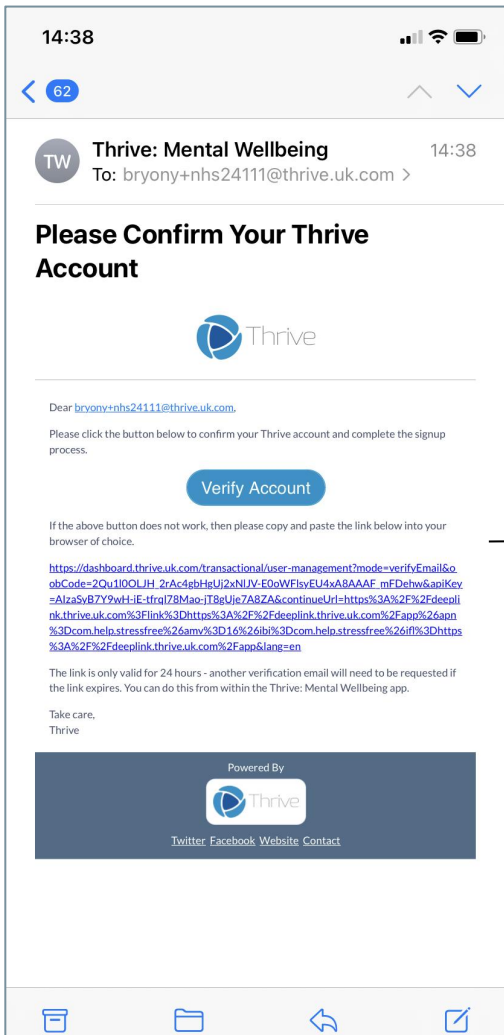 14:38
62
TW
Thrive: Mental Wellbeing 14:38
To: bryony+nhs24111@thrive.uk.com >
Please Confirm Your Thrive
Account
Thrive
Dear bryony+nhs24111@thrive.uk.com,
Please click the button below to confirm your Thrive account and complete the signup
process.
Verify Account
If the above button does not work, then please copy and paste the link below into your
browser of choice.
https://dashboard.thrive.uk.com/transactional/user-management?mode=verifyEmail&o
obCode=2Qu1l0OLJH_2rAc4gbHgUj2xNIJV-E0oWFlsyEU4xA8AAAF_mFDehw&apiKey
=AIzaSyB7Y9wH-iE-tfrql78Mao-jT8gUje7A8ZA&continueUrl=https%3A%2F%2Fdeepli
nk.thrive.uk.com%3Flink%3Dhttps%3A%2F%2Fdeeplink.thrive.uk.com%2Fapp%26apn
%3Dcom.help.stressfree%26amv%3D16%26ibi%3Dcom.help.stressfree%26ifl%3Dhttps
%3A%2F%2Fdeeplink.thrive.uk.com%2Fapp&lang=en
The link is only valid for 24 hours - another verification email will need to be requested if
the link expires. You can do this from within the Thrive: Mental Wellbeing app.
Take care,
Thrive
Powered By
Thrive
Twitter Facebook Website Contact